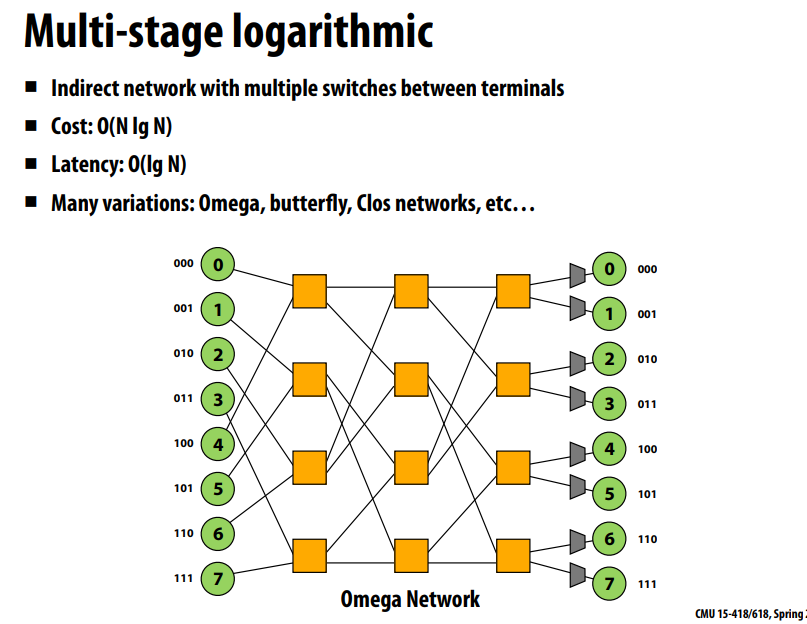 Multi-stage logarithmic
■ Indirect network with multiple switches between terminals
■ Cost: O(N lg N)
■ Latency: O(lg N)
■ Many variations: Omega, butterfly, Clos networks, etc…
000 0 0 000
001 1 1 001
010 2 2 010
011 3 3 011
100 4 4 100
101 5 5 101
110 6 6 110
111 7 7 111
Omega Network
CMU 15-418/618, Spring 2